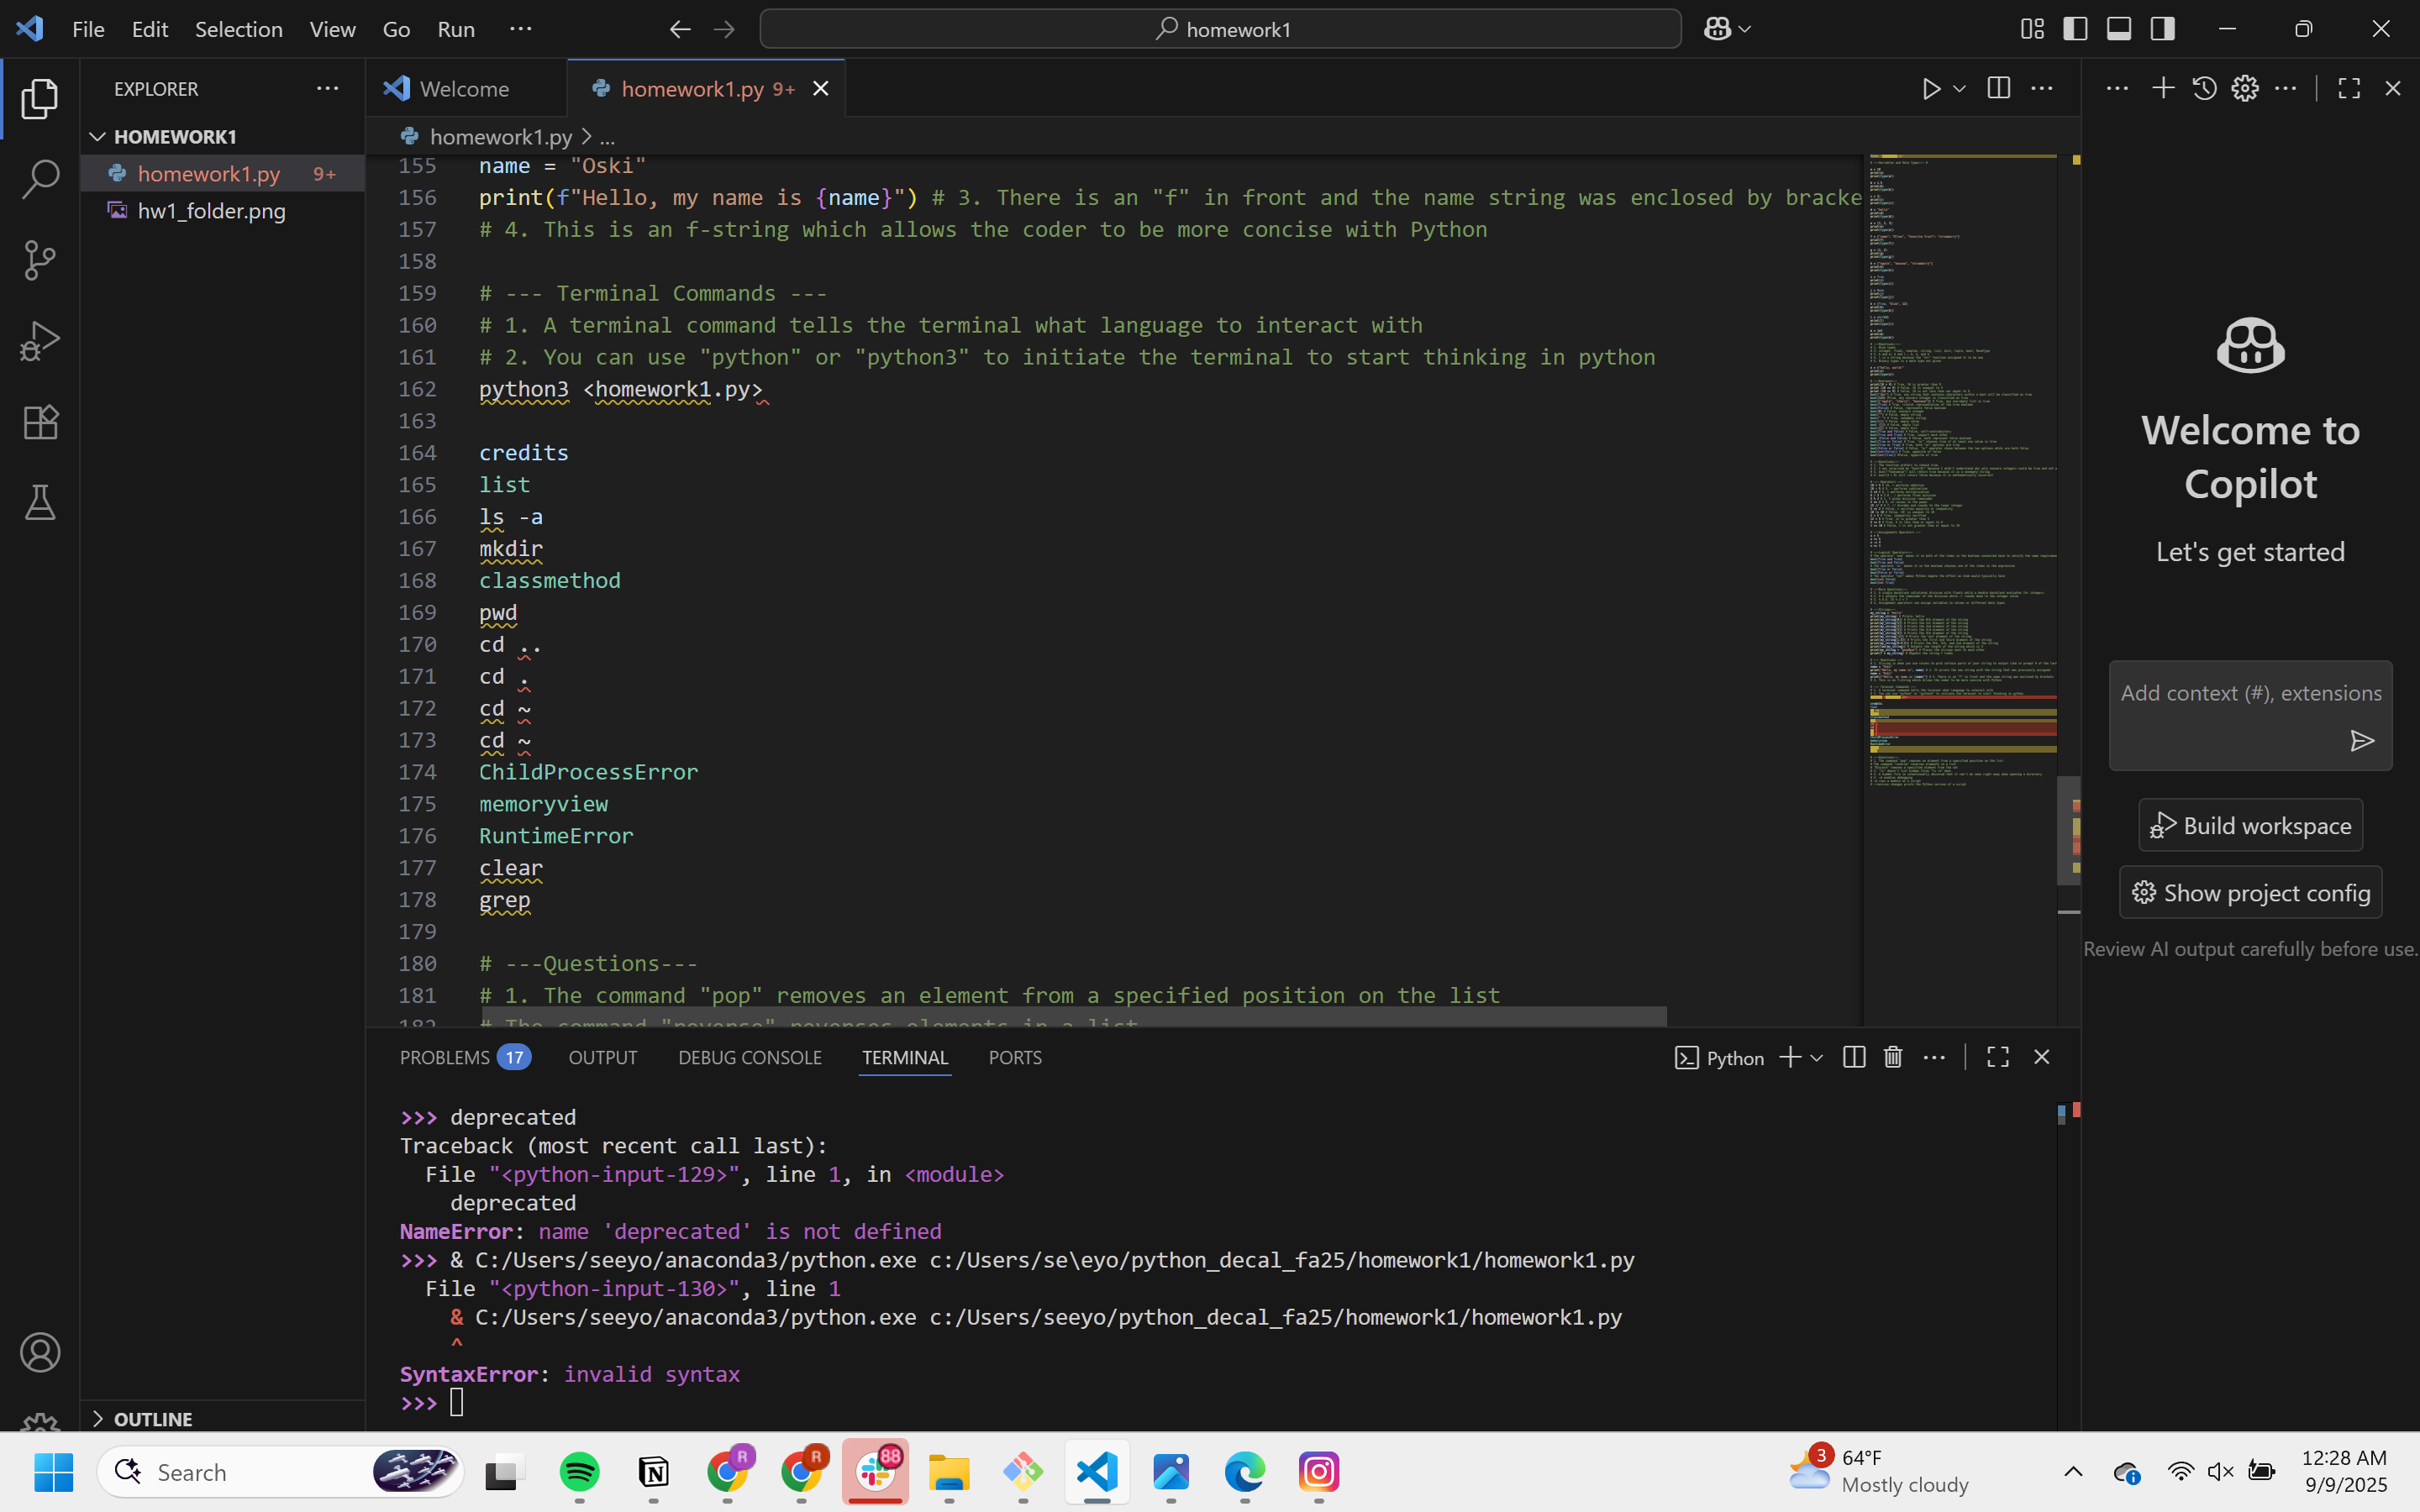 File Edit Selection View Go Run ...
homework1
EXPLORER
HOMEWORK1
homework1.py 9+
hw1_folder.png
OUTLINE
Welcome
homework1.py 9+
homework1.py > ...
155 name = "Oski"
156 print(f"Hello, my name is {name}") # 3. There is an "f" in front and the name string was enclosed by bracke
157 # 4. This is an f-string which allows the coder to be more concise with Python
158
159 # --- Terminal Commands ---
160 # 1. A terminal command tells the terminal what language to interact with
161 # 2. You can use "python" or "python3" to initiate the terminal to start thinking in python
162 python3 <homework1.py>
163
164 credits
165 list
166 ls -a
167 mkdir
168 classmethod
169 pwd
170 cd ..
171 cd .
172 cd ~
173 cd ~
174 ChildProcessError
175 memoryview
176 RuntimeError
177 clear
178 grep
179
180 # ---Questions---
181 # 1. The command "pop" removes an element from a specified position on the list
182 # The command "reverse" reverses elements in a list
PROBLEMS 17 OUTPUT DEBUG CONSOLE TERMINAL PORTS
Python
>>> deprecated
Traceback (most recent call last):
File "<python-input-129>", line 1, in <module>
deprecated
NameError: name 'deprecated' is not defined
>>> & C:/Users/seeyo/anaconda3/python.exe c:/Users/se\eyo/python_decal_fa25/homework1/homework1.py
File "<python-input-130>", line 1
& C:/Users/seeyo/anaconda3/python.exe c:/Users/seeyo/python_decal_fa25/homework1/homework1.py
^
SyntaxError: invalid syntax
>>>
Welcome to
Copilot
Let's get started
Add context (#), extensions
Build workspace
Show project config
Review AI output carefully before use.
Search
R
R
88
3
64°F
Mostly cloudy
12:28 AM
9/9/2025